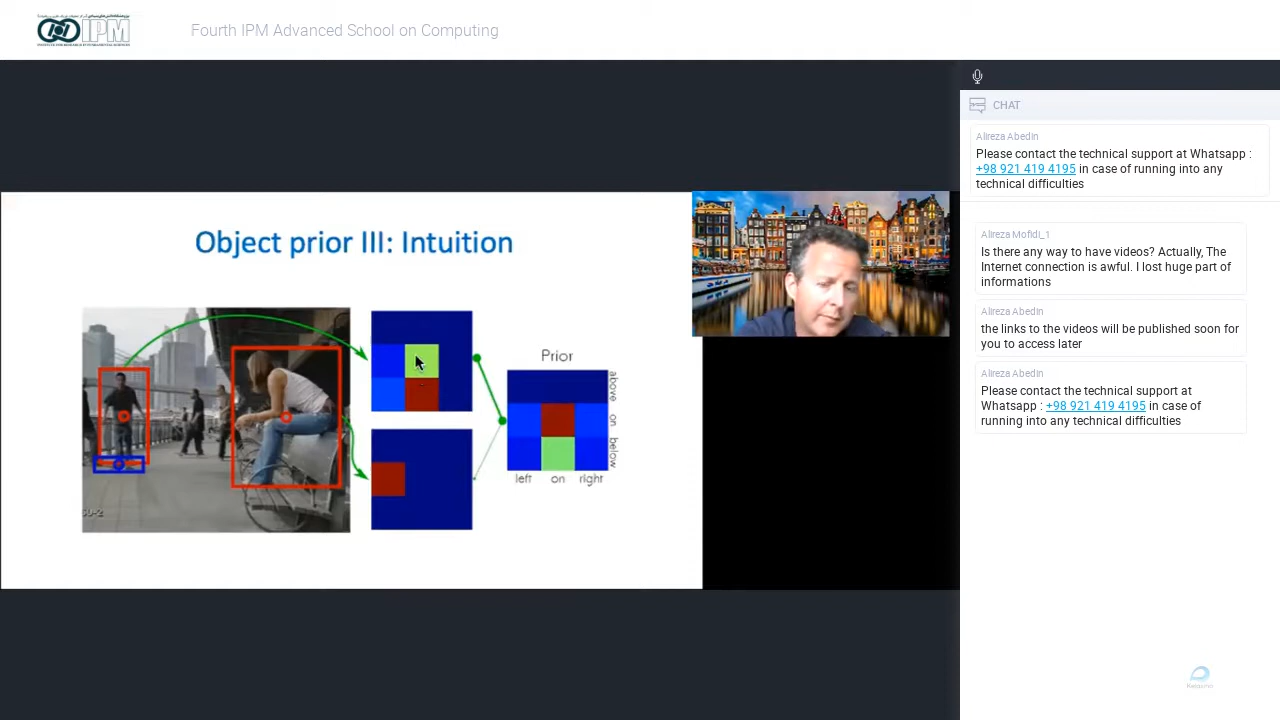 IPM
Fourth IPM Advanced School on Computing
CHAT
Alireza Abedin
Please contact the technical support at Whatsapp :
+98 921 419 4195 in case of running into any
technical difficulties
Alireza Mofidi_1
Is there any way to have videos? Actually, The
Internet connection is awful. I lost huge part of
informations
Alireza Abedin
the links to the videos will be published soon for
you to access later
Alireza Abedin
Please contact the technical support at
Whatsapp : +98 921 419 4195 in case of
running into any technical difficulties
Object prior III: Intuition
Prior
above on below
left on right